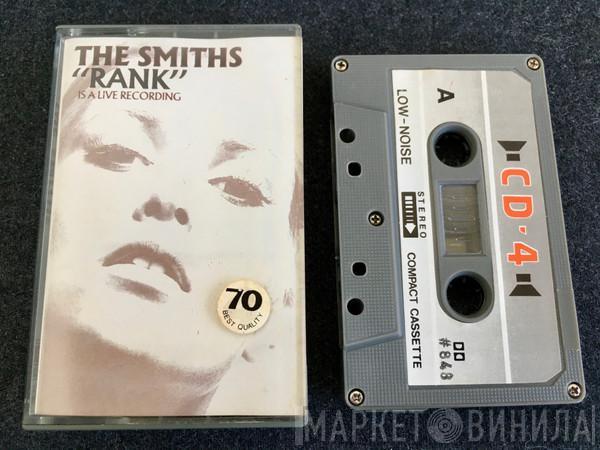 THE SMITHS
"RANK"
IS A LIVE RECORDING
70
BEST QUALITY
LOW-NOISE
A
STEREO
COMPACT CASSETTE
CD·4
#848
МАРКЕТ ВИНИЛА